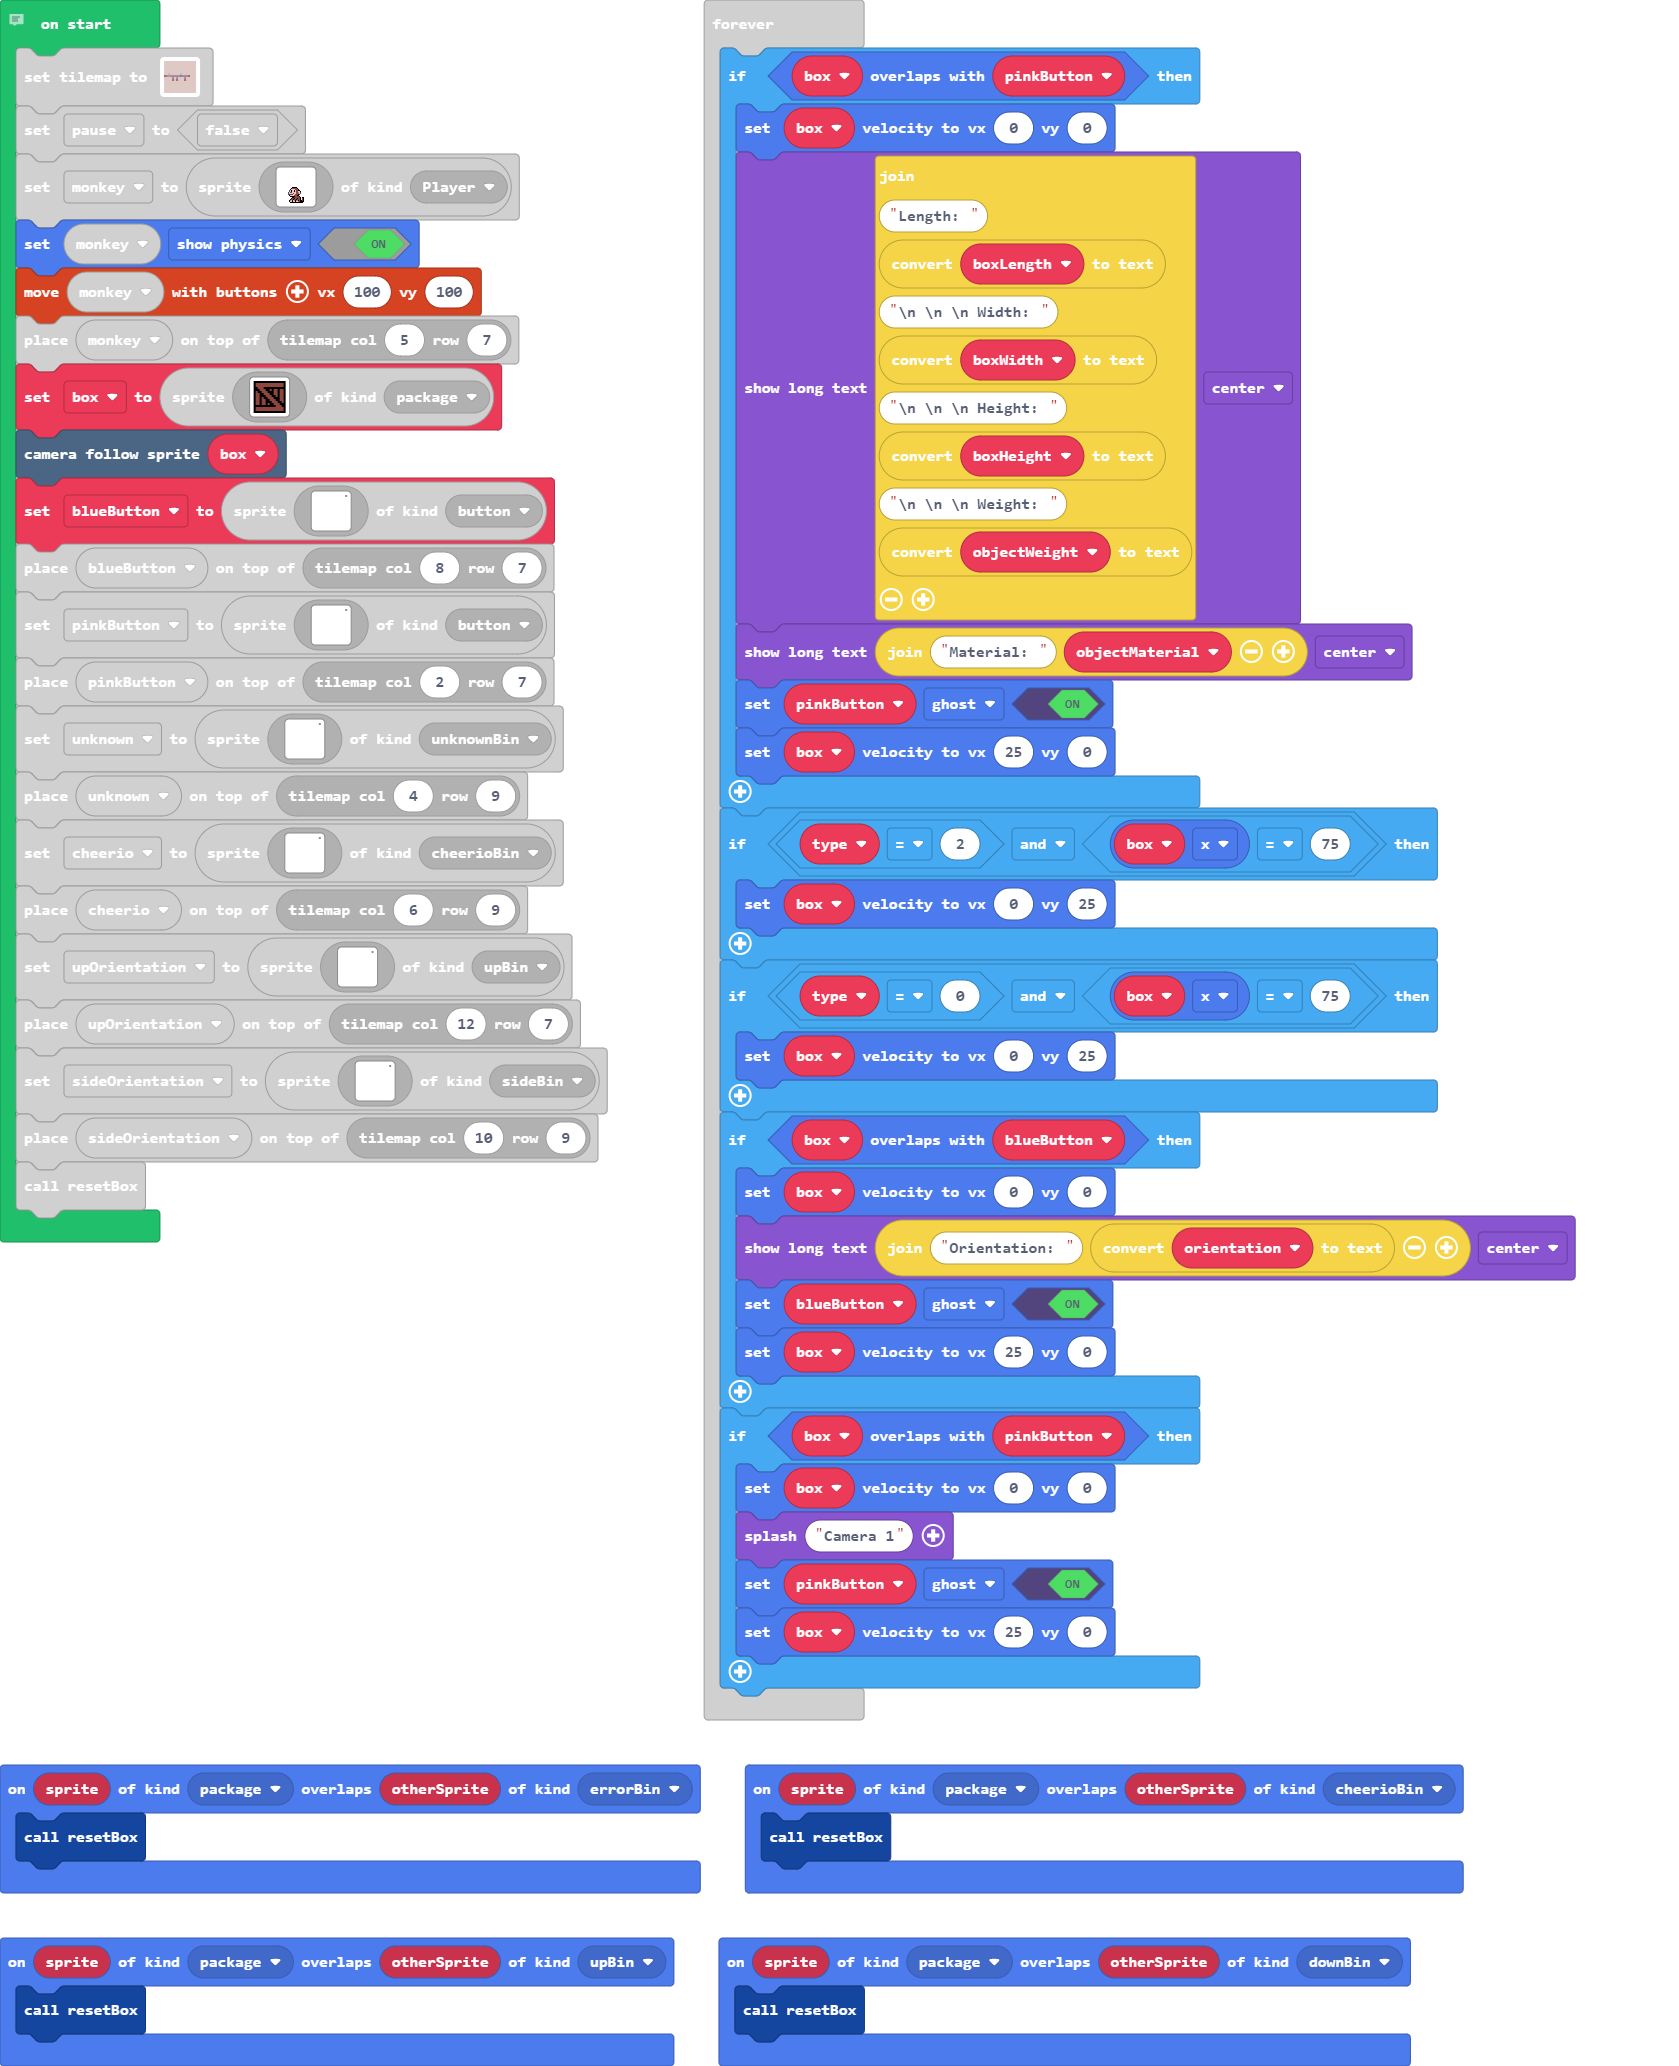 on start
set tilemap to
set pause to false
set monkey to sprite of kind Player
set monkey show physics ON
move monkey with buttons vx 100 vy 100
place monkey on top of tilemap col 5 row 7
set box to sprite of kind package
camera follow sprite box
set blueButton to sprite of kind button
place blueButton on top of tilemap col 8 row 7
set pinkButton to sprite of kind button
place pinkButton on top of tilemap col 2 row 7
set unknown to sprite of kind unknownBin
place unknown on top of tilemap col 4 row 9
set cheerio to sprite of kind cheerioBin
place cheerio on top of tilemap col 6 row 9
set upOrientation to sprite of kind upBin
place upOrientation on top of tilemap col 12 row 7
set sideOrientation to sprite of kind sideBin
place sideOrientation on top of tilemap col 10 row 9
call resetBox
forever
if box overlaps with pinkButton then
set box velocity to vx 0 vy 0
join
"Length: "
convert boxLength to text
"\n \n \n Width: "
convert boxWidth to text
show long text center
"\n \n \n Height: "
convert boxHeight to text
"\n \n \n Weight: "
convert objectWeight to text
show long text join "Material: " objectMaterial center
set pinkButton ghost ON
set box velocity to vx 25 vy 0
if type = 2 and box x = 75 then
set box velocity to vx 0 vy 25
if type = 0 and box x = 75 then
set box velocity to vx 0 vy 25
if box overlaps with blueButton then
set box velocity to vx 0 vy 0
show long text join "Orientation: " convert orientation to text center
set blueButton ghost ON
set box velocity to vx 25 vy 0
if box overlaps with pinkButton then
set box velocity to vx 0 vy 0
splash "Camera 1"
set pinkButton ghost ON
set box velocity to vx 25 vy 0
on sprite of kind package overlaps otherSprite of kind errorBin
call resetBox
on sprite of kind package overlaps otherSprite of kind cheerioBin
call resetBox
on sprite of kind package overlaps otherSprite of kind upBin
call resetBox
on sprite of kind package overlaps otherSprite of kind downBin
call resetBox